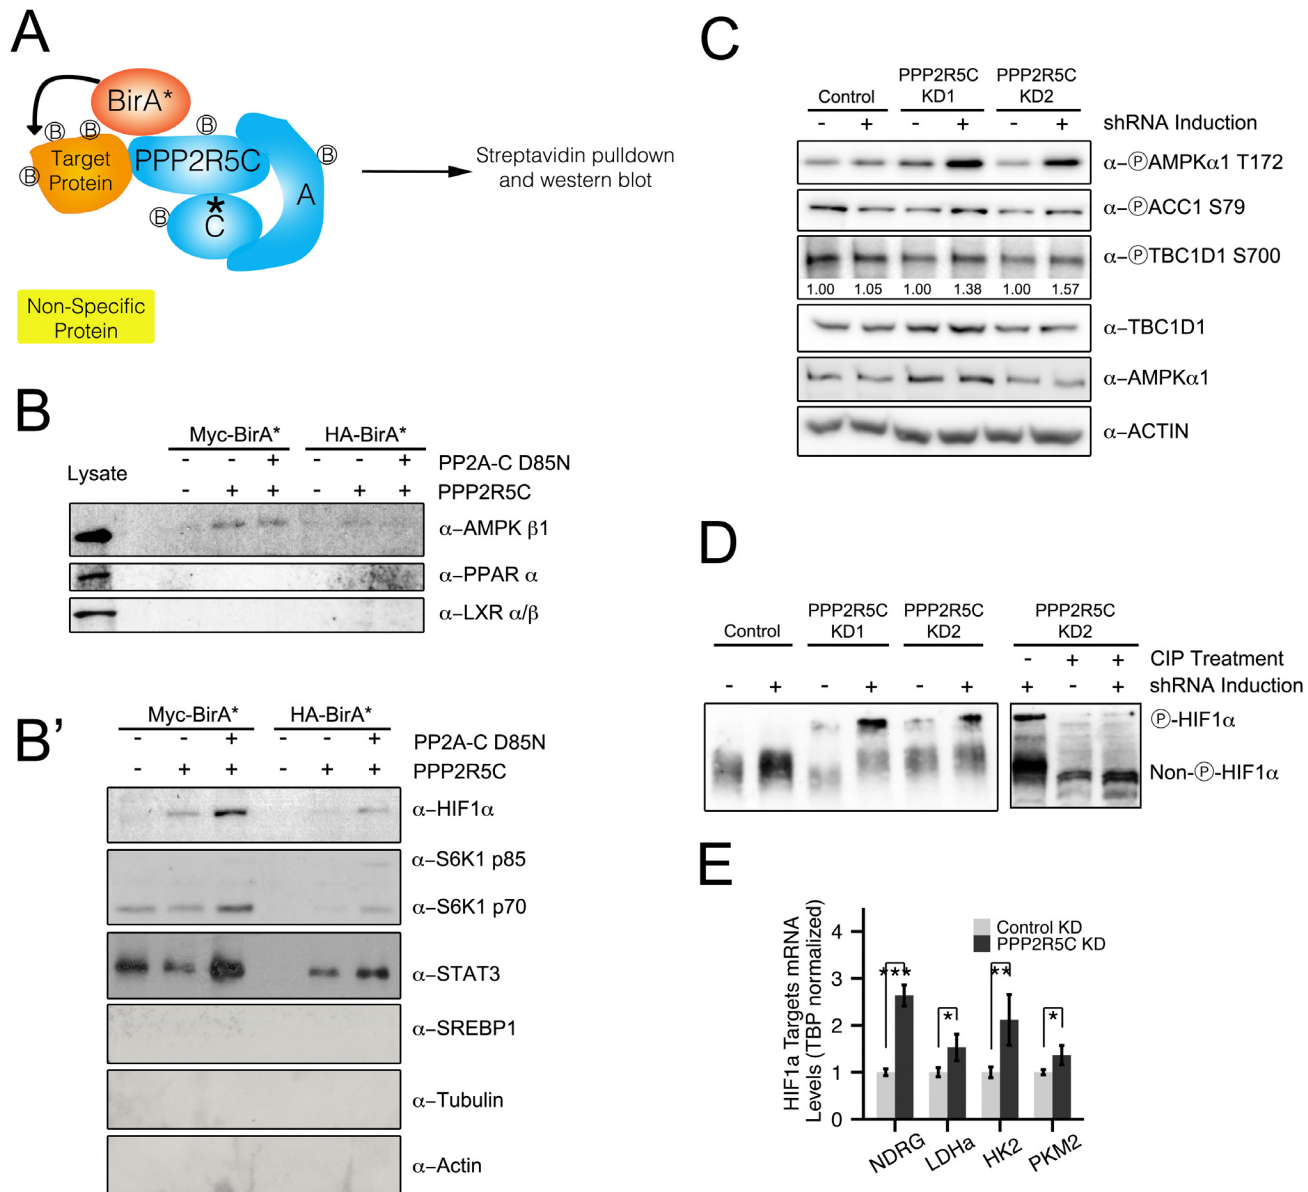 A
BirA*
B
B
B
B
B
B
Target
Protein
PPP2R5C
A
*
C
Streptavidin pulldown
and western blot
Non-Specific
Protein
B
Myc-BirA* HA-BirA*
Lysate
- - + - - + PP2A-C D85N
- + + - + + PPP2R5C
α–AMPK β1
α–PPAR α
α–LXR α/β
B’
Myc-BirA* HA-BirA*
- - + - - + PP2A-C D85N
- + + - + + PPP2R5C
α–HIF1α
α–S6K1 p85
α–S6K1 p70
α–STAT3
α–SREBP1
α–Tubulin
α–Actin
C
Control PPP2R5C KD1 PPP2R5C KD2
- + - + - + shRNA Induction
α–ⓅAMPKα1 T172
α–ⓅACC1 S79
α–ⓅTBC1D1 S700
1.00 1.05 1.00 1.38 1.00 1.57
α–TBC1D1
α–AMPKα1
α–ACTIN
D
Control PPP2R5C KD1 PPP2R5C KD2 PPP2R5C KD2
- + + CIP Treatment
- + - + - + + - + shRNA Induction
Ⓟ-HIF1α
Non-Ⓟ-HIF1α
E
HIF1a Targets mRNA
Levels (TBP normalized)
4
3
2
1
0
Control KD
PPP2R5C KD
*** * ** *
NDRG LDHa HK2 PKM2